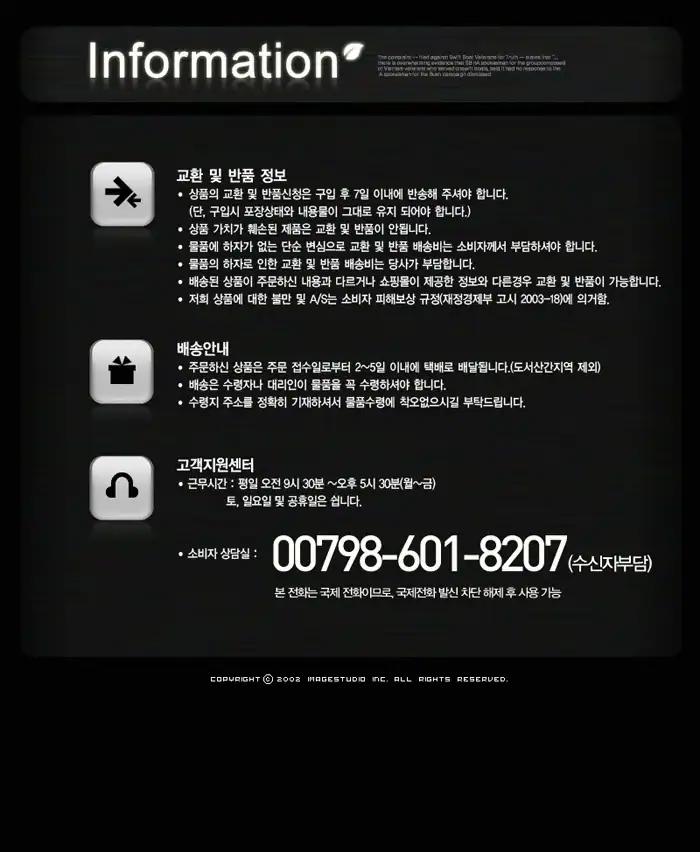 Information
there is overwhelming evidence that SB
A spokesman for the Bush campaign dismissed
교환 및 반품 정보
• 상품의 교환 및 반품신청은 구입 후 7일 이내에 반송해 주셔야 합니다.
(단, 구입시 포장상태와 내용물이 그대로 유지 되어야 합니다.)
• 상품 가치가 훼손된 제품은 교환 및 반품이 안됩니다.
• 물품에 하자가 없는 단순 변심으로 교환 및 반품 배송비는 소비자께서 부담하셔야 합니다.
• 물품의 하자로 인한 교환 및 반품 배송비는 당사가 부담합니다.
• 배송된 상품이 주문하신 내용과 다르거나 쇼핑몰이 제공한 정보와 다른경우 교환 및 반품이 가능합니다.
• 저희 상품에 대한 불만 및 A/S는 소비자 피해보상 규정(재정경제부 고시 2003-18)에 의거함.
배송안내
• 주문하신 상품은 주문 접수일로부터 2~5일 이내에 택배로 배달됩니다.(도서산간지역 제외)
• 배송은 수령자나 대리인이 물품을 꼭 수령하셔야 합니다.
• 수령지 주소를 정확히 기재하셔서 물품수령에 착오없으시길 부탁드립니다.
고객지원센터
• 근무시간 : 평일 오전 9시 30분 ~오후 5시 30분(월~금)
토, 일요일 및 공휴일은 쉽니다.
• 소비자 상담실 : 00798-601-8207(수신자부담)
본 전화는 국제 전화이므로, 국제전화 발신 차단 해제 후 사용 가능
COPYRIGHT © 2002 IMAGESTUDIO INC. ALL RIGHTS RESERVED.